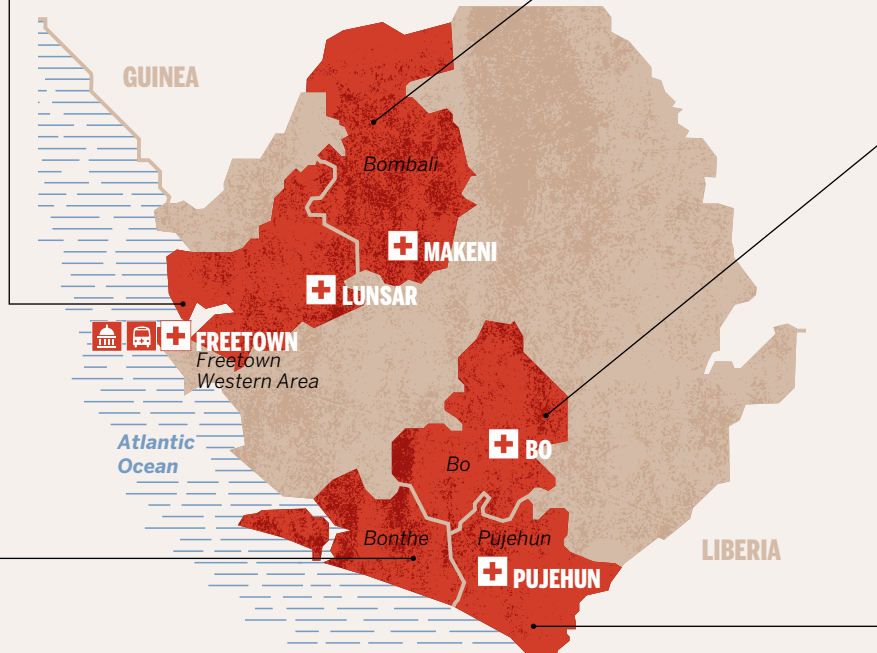 GUINEA
Bombali
MAKENI
LUNSAR
FREETOWN
Freetown
Western Area
Atlantic
Ocean
BO
Bo
Bonthe
Pujehun
LIBERIA
PUJEHUN